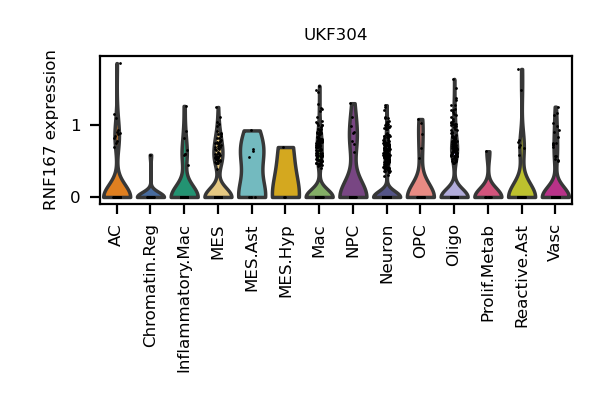 UKF304
RNF167 expression
1
0
AC
Chromatin.Reg
Inflammatory.Mac
MES
MES.Ast
MES.Hyp
Mac
NPC
Neuron
OPC
Oligo
Prolif.Metab
Reactive.Ast
Vasc